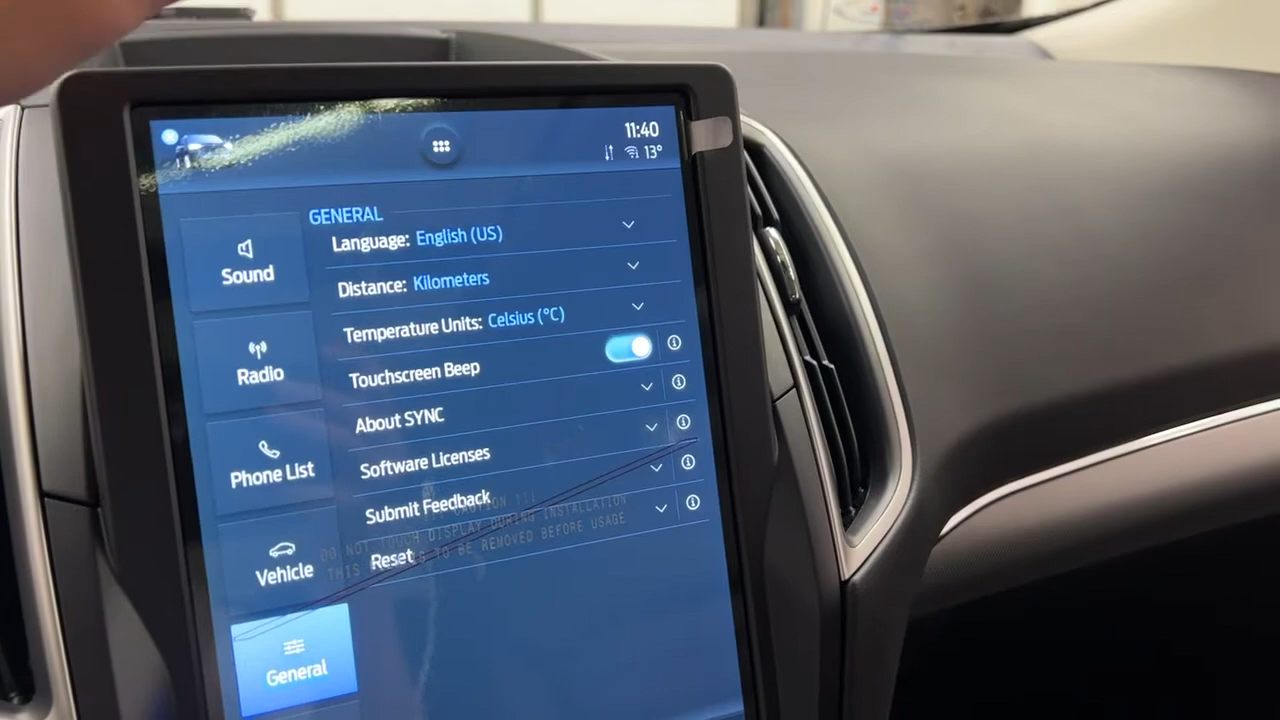 11:40
13°
GENERAL
Language: English (US)
Distance: Kilometers
Temperature Units: Celsius (°C)
Touchscreen Beep
About SYNC
Software Licenses
Submit Feedback
Reset
Sound
Radio
Phone List
Vehicle
General
!!! CAUTION !!!
DO NOT TOUCH DISPLAY DURING INSTALLATION
THIS TO BE REMOVED BEFORE USAGE